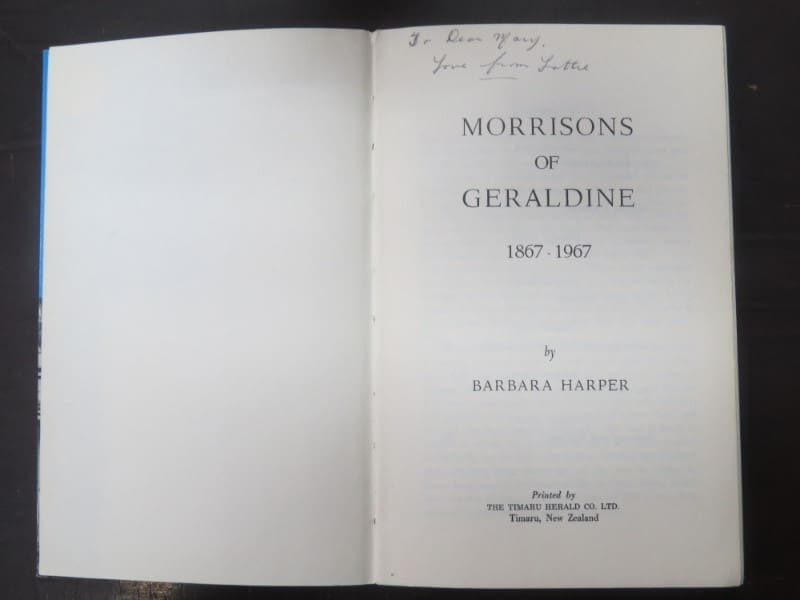 To Dear Mary,
Love from Lottie
MORRISONS
OF
GERALDINE
1867 - 1967
by
BARBARA HARPER
Printed by
THE TIMARU HERALD CO. LTD.
Timaru, New Zealand